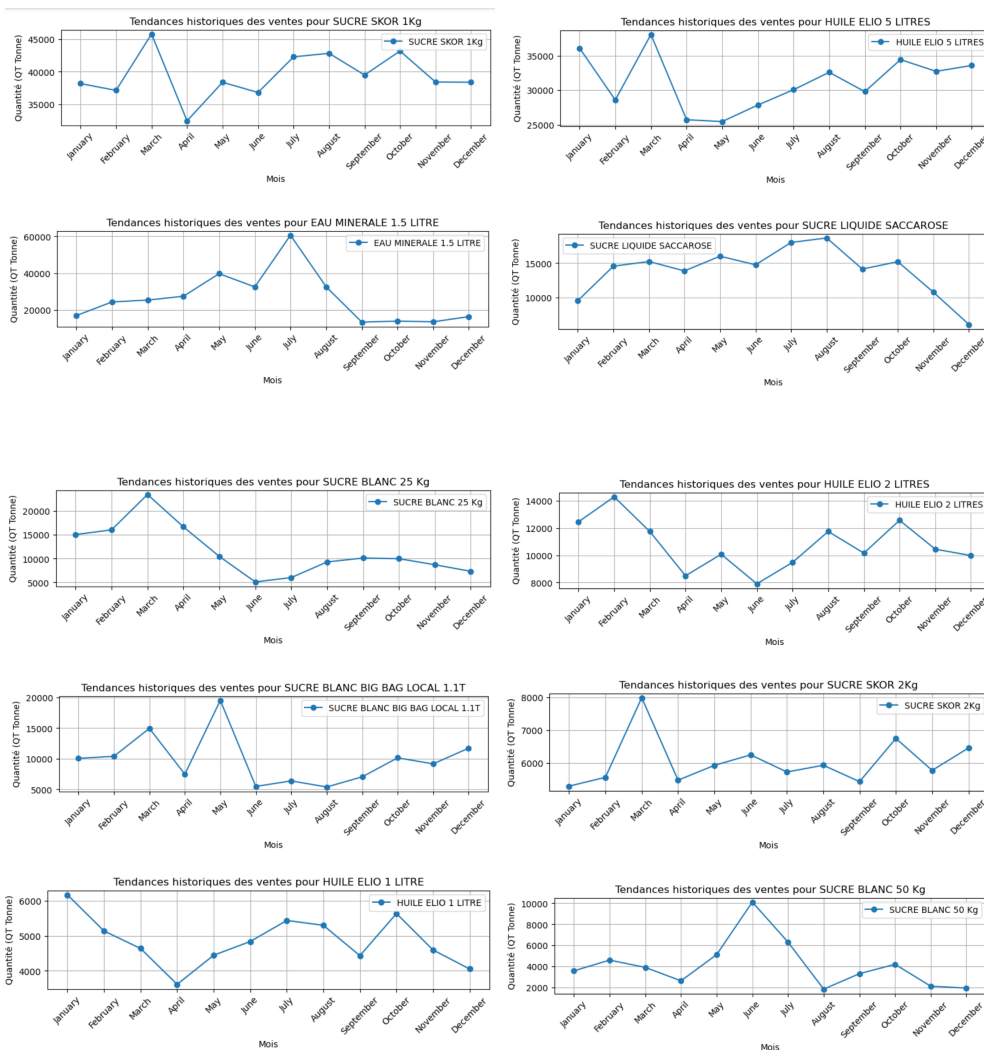 Tendances historiques des ventes pour SUCRE SKOR 1Kg
SUCRE SKOR 1Kg
Quantité (QT Tonne)
45000
40000
35000
January
February
March
April
May
June
July
August
September
October
November
December
Mois
Tendances historiques des ventes pour HUILE ELIO 5 LITRES
HUILE ELIO 5 LITRES
Quantité (QT Tonne)
35000
30000
25000
January
February
March
April
May
June
July
August
September
October
November
December
Mois
Tendances historiques des ventes pour EAU MINERALE 1.5 LITRE
EAU MINERALE 1.5 LITRE
Quantité (QT Tonne)
60000
40000
20000
January
February
March
April
May
June
July
August
September
October
November
December
Mois
Tendances historiques des ventes pour SUCRE LIQUIDE SACCAROSE
SUCRE LIQUIDE SACCAROSE
Quantité (QT Tonne)
15000
10000
January
February
March
April
May
June
July
August
September
October
November
December
Mois
Tendances historiques des ventes pour SUCRE BLANC 25 Kg
SUCRE BLANC 25 Kg
Quantité (QT Tonne)
20000
15000
10000
5000
January
February
March
April
May
June
July
August
September
October
November
December
Mois
Tendances historiques des ventes pour HUILE ELIO 2 LITRES
HUILE ELIO 2 LITRES
Quantité (QT Tonne)
14000
12000
10000
8000
January
February
March
April
May
June
July
August
September
October
November
December
Mois
Tendances historiques des ventes pour SUCRE BLANC BIG BAG LOCAL 1.1T
SUCRE BLANC BIG BAG LOCAL 1.1T
Quantité (QT Tonne)
20000
15000
10000
5000
January
February
March
April
May
June
July
August
September
October
November
December
Mois
Tendances historiques des ventes pour SUCRE SKOR 2Kg
SUCRE SKOR 2Kg
Quantité (QT Tonne)
8000
7000
6000
January
February
March
April
May
June
July
August
September
October
November
December
Mois
Tendances historiques des ventes pour HUILE ELIO 1 LITRE
HUILE ELIO 1 LITRE
Quantité (QT Tonne)
6000
5000
4000
January
February
March
April
May
June
July
August
September
October
November
December
Mois
Tendances historiques des ventes pour SUCRE BLANC 50 Kg
SUCRE BLANC 50 Kg
Quantité (QT Tonne)
10000
8000
6000
4000
2000
January
February
March
April
May
June
July
August
September
October
November
December
Mois